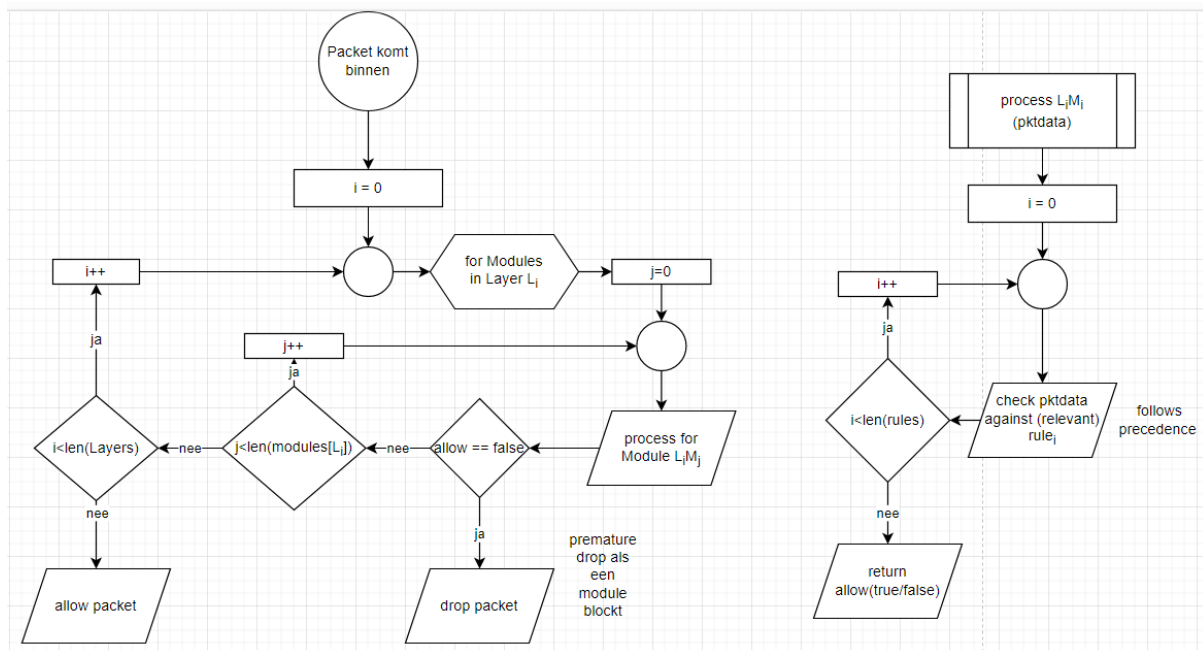 Packet komt
binnen
i = 0
i++
for Modules
in Layer Li
j=0
ja
j++
ja
i<len(Layers)
nee
j<len(modules[Li])
nee
allow == false
process for
Module LiMj
nee
ja
allow packet
drop packet
premature
drop als
een
module
blockt
process LiMi
(pktdata)
i = 0
i++
ja
i<len(rules)
check pktdata
against (relevant)
rulei
follows
precedence
nee
return
allow(true/false)